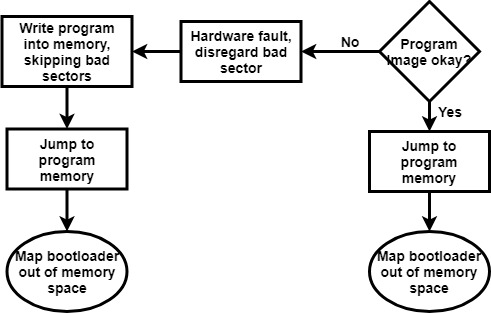 Write program
into memory,
skipping bad
sectors
Hardware fault,
disregard bad
sector
No
Program
image okay?
Yes
Jump to
program
memory
Jump to
program
memory
Map bootloader
out of memory
space
Map bootloader
out of memory
space